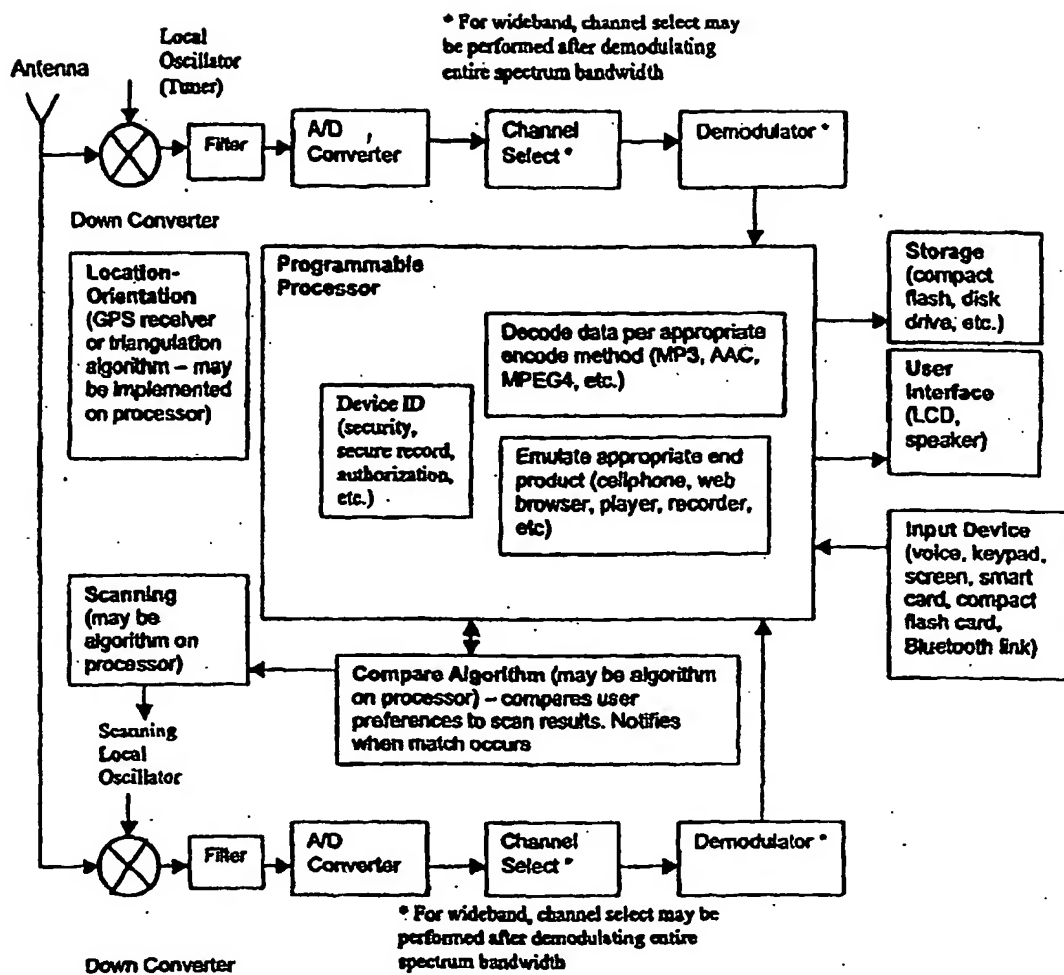 * For wideband, channel select may
be performed after demodulating
entire spectrum bandwidth
Local
Oscillator
(Tuner)
Antenna
Filter
A/D
Converter
Channel
Select *
Demodulator *
Down Converter
Location-
Orientation
(GPS receiver
or triangulation
algorithm – may
be implemented
on processor)
Programmable
Processor
Decode data per appropriate
encode method (MP3, AAC,
MPEG4, etc.)
Device ID
(security,
secure record,
authorization,
etc.)
Emulate appropriate end
product (cellphone, web
browser, player, recorder,
etc)
Storage
(compact
flash, disk
drive, etc.)
User
Interface
(LCD,
speaker)
Input Device
(voice, keypad,
screen, smart
card, compact
flash card,
Bluetooth link)
Scanning
(may be
algorithm on
processor)
Compare Algorithm (may be algorithm
on processor) – compares user
preferences to scan results. Notifies
when match occurs
Scanning
Local
Oscillator
Filter
A/D
Converter
Channel
Select *
Demodulator *
* For wideband, channel select may be
performed after demodulating entire
spectrum bandwidth
Down Converter